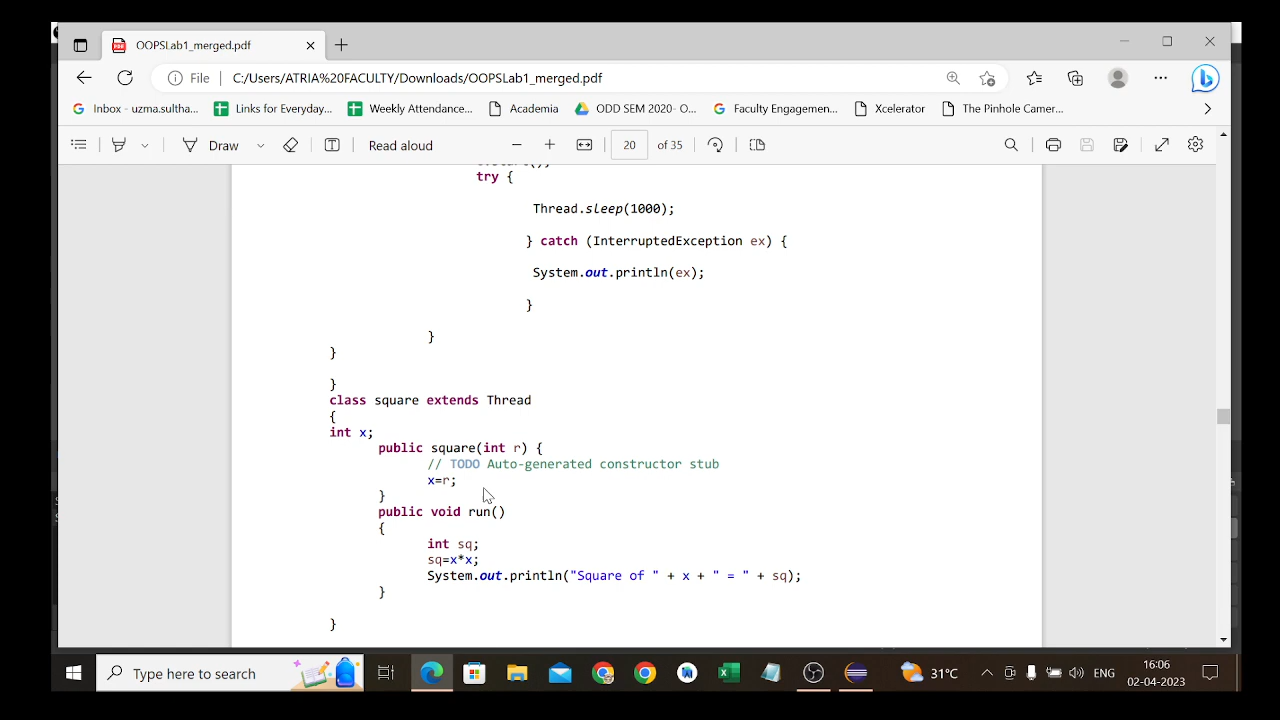 OOPSLab1_merged.pdf
File C:/Users/ATRIA%20FACULTY/Downloads/OOPSLab1_merged.pdf
Inbox - uzma.sultha... Links for Everyday... Weekly Attendance... Academia ODD SEM 2020- O... Faculty Engagemen... Xcelerator The Pinhole Camer...
Draw Read aloud 20 of 35
try {
Thread.sleep(1000);
} catch (InterruptedException ex) {
System.out.println(ex);
}
}
}
}
class square extends Thread
{
int x;
public square(int r) {
// TODO Auto-generated constructor stub
x=r;
}
public void run()
{
int sq;
sq=x*x;
System.out.println("Square of " + x + " = " + sq);
}
}
Type here to search 31°C ENG 16:06
02-04-2023